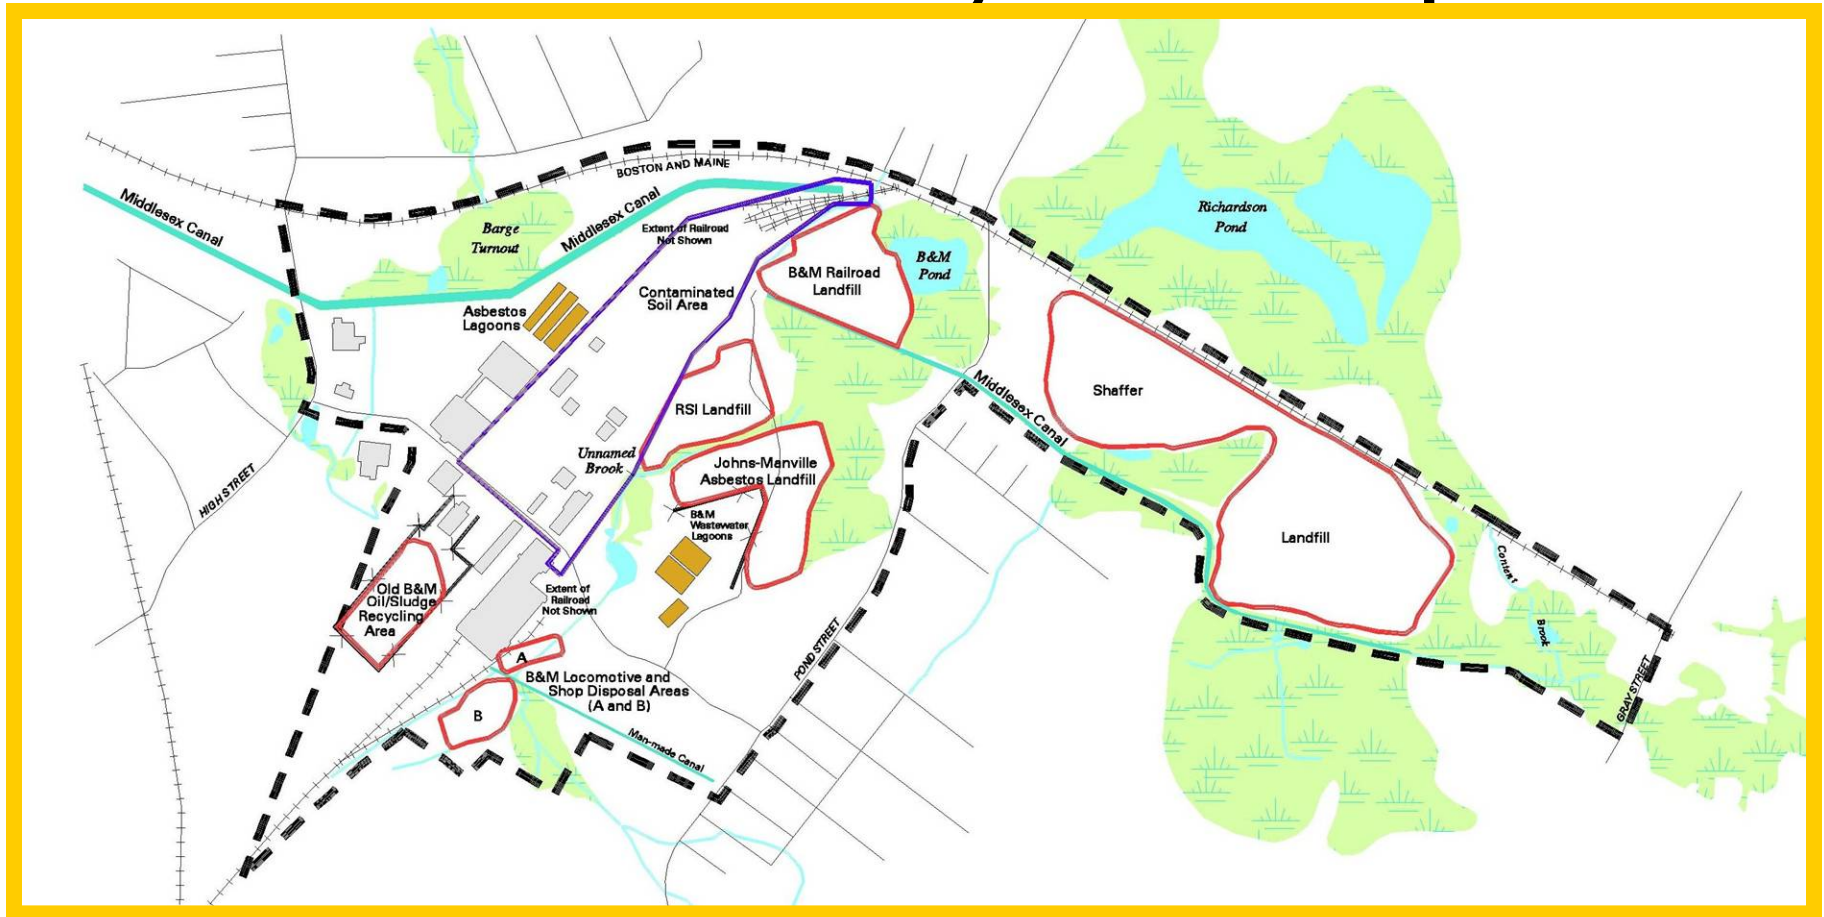 BOSTON AND MAINE
Middlesex Canal
Middlesex Canal
Barge
Turnout
Extent of Railroad
Not Shown
Richardson
Pond
B&M
Pond
B&M Railroad
Landfill
Contaminated
Soil Area
Asbestos
Lagoons
Middlesex Canal
Shaffer
RSI Landfill
Unnamed
Brook
Johns-Manville
Asbestos Landfill
HIGH STREET
B&M
Wastewater
Lagoons
Landfill
Content
Brook
Old B&M
Oil/Sludge
Recycling
Area
Extent of
Railroad
Not Shown
POND STREET
GRAY STREET
A
B&M Locomotive and
Shop Disposal Areas
(A and B)
B
Man-made Canal